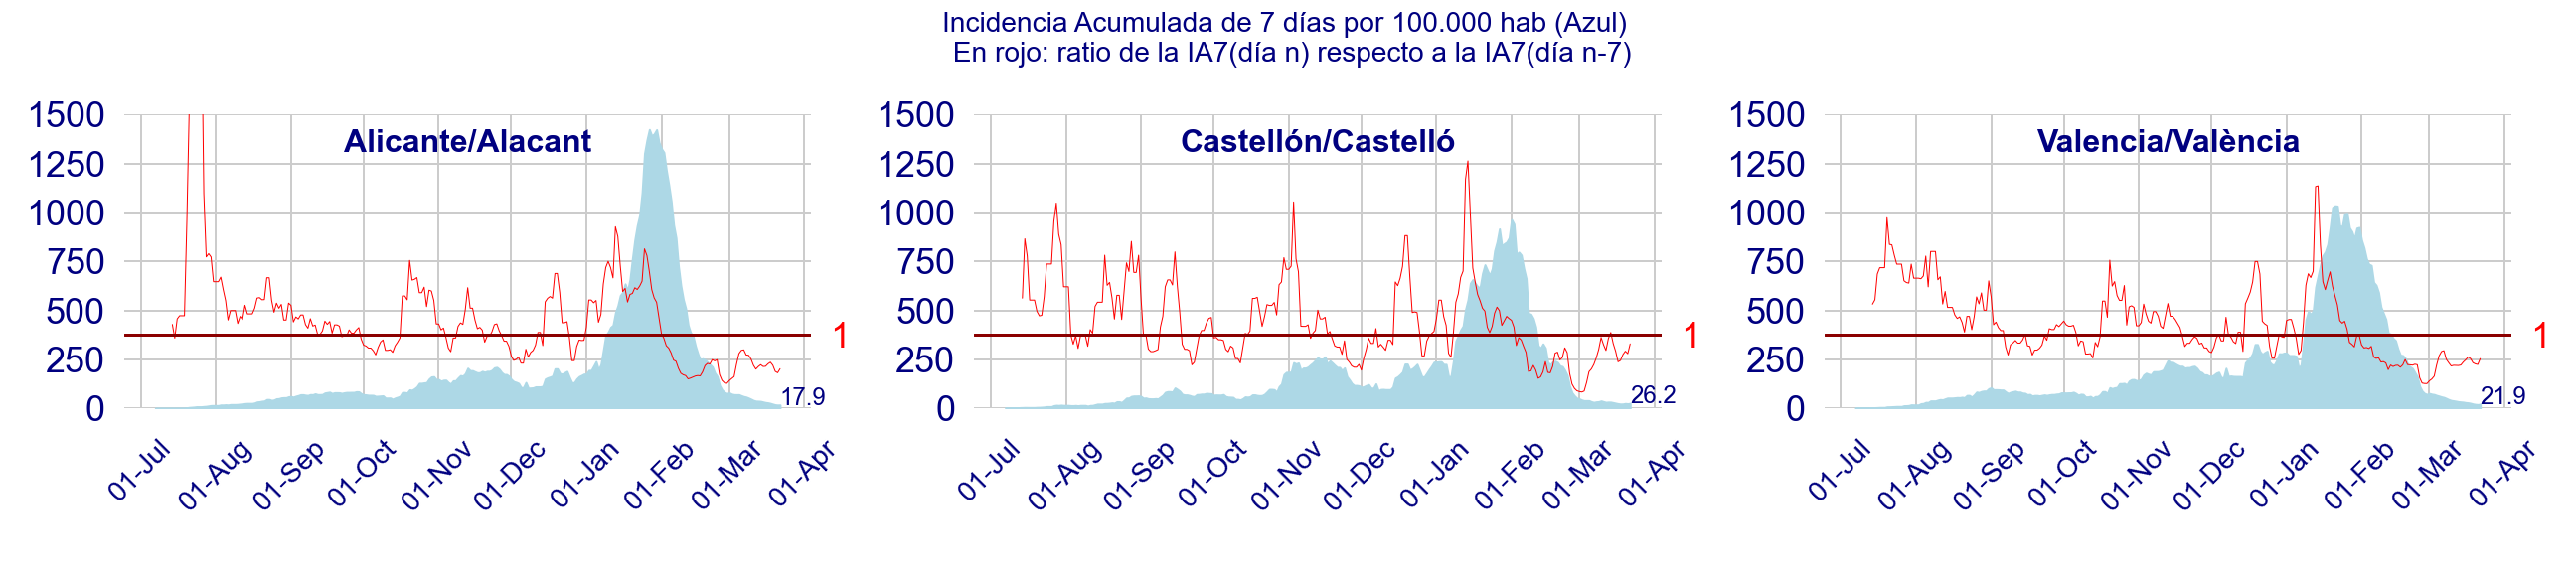 Incidencia Acumulada de 7 días por 100.000 hab (Azul)
En rojo: ratio de la IA7(día n) respecto a la IA7(día n-7)
Alicante/Alacant
1500
1250
1000
750
500
250
0
1
17.9
01-Jul
01-Aug
01-Sep
01-Oct
01-Nov
01-Dec
01-Jan
01-Feb
01-Mar
01-Apr
Castellón/Castelló
1500
1250
1000
750
500
250
0
1
26.2
01-Jul
01-Aug
01-Sep
01-Oct
01-Nov
01-Dec
01-Jan
01-Feb
01-Mar
01-Apr
Valencia/València
1500
1250
1000
750
500
250
0
1
21.9
01-Jul
01-Aug
01-Sep
01-Oct
01-Nov
01-Dec
01-Jan
01-Feb
01-Mar
01-Apr